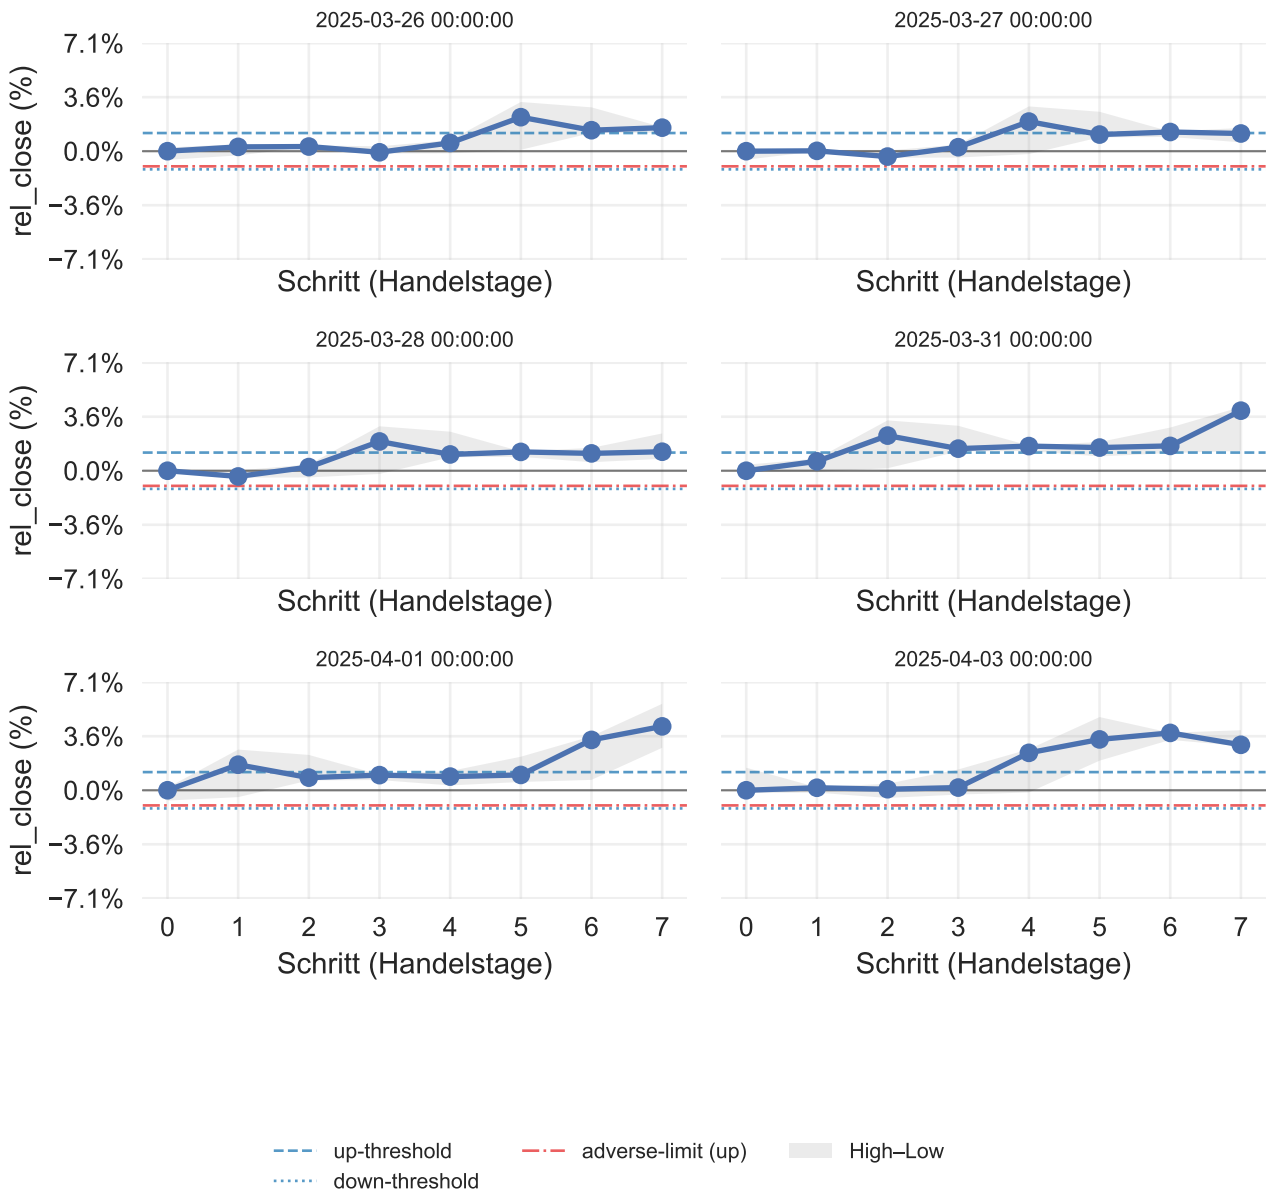 2025-03-26 00:00:00
2025-03-27 00:00:00
rel_close (%)
7.1%
3.6%
0.0%
−3.6%
−7.1%
Schritt (Handelstage)
Schritt (Handelstage)
2025-03-28 00:00:00
2025-03-31 00:00:00
rel_close (%)
7.1%
3.6%
0.0%
−3.6%
−7.1%
Schritt (Handelstage)
Schritt (Handelstage)
2025-04-01 00:00:00
2025-04-03 00:00:00
rel_close (%)
7.1%
3.6%
0.0%
−3.6%
−7.1%
0 1 2 3 4 5 6 7
0 1 2 3 4 5 6 7
Schritt (Handelstage)
Schritt (Handelstage)
up-threshold
down-threshold
adverse-limit (up)
High–Low